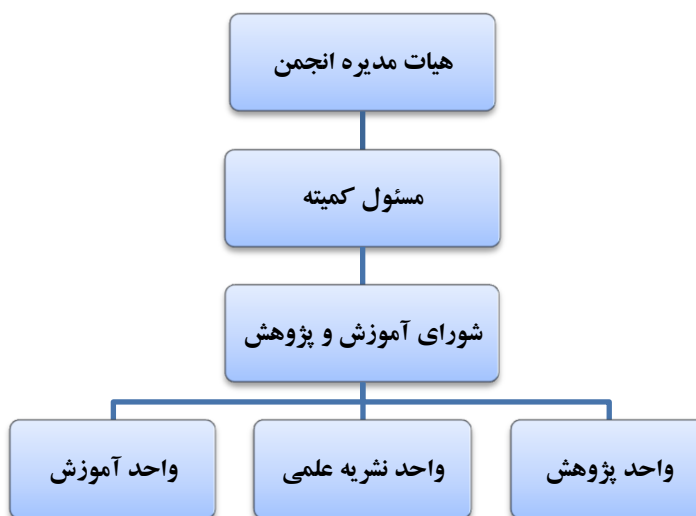 هیات مدیره انجمن
مسئول کمیته
شورای آموزش و پژوهش
واحد پژوهش
واحد نشریه علمی
واحد آموزش